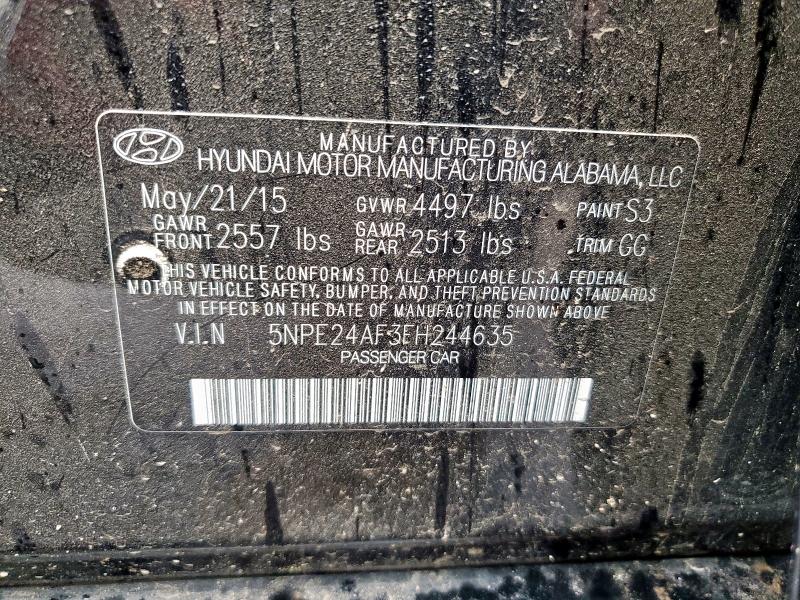 MANUFACTURED BY
HYUNDAI MOTOR MANUFACTURING ALABAMA, LLC
May/21/15 GVWR 4497 lbs PAINT S3
GAWR FRONT 2557 lbs GAWR REAR 2513 lbs TRIM GG
THIS VEHICLE CONFORMS TO ALL APPLICABLE U.S.A. FEDERAL
MOTOR VEHICLE SAFETY, BUMPER, AND THEFT PREVENTION STANDARDS
IN EFFECT ON THE DATE OF MANUFACTURE SHOWN ABOVE.
V.I.N 5NPE24AF3FH244635
PASSENGER CAR